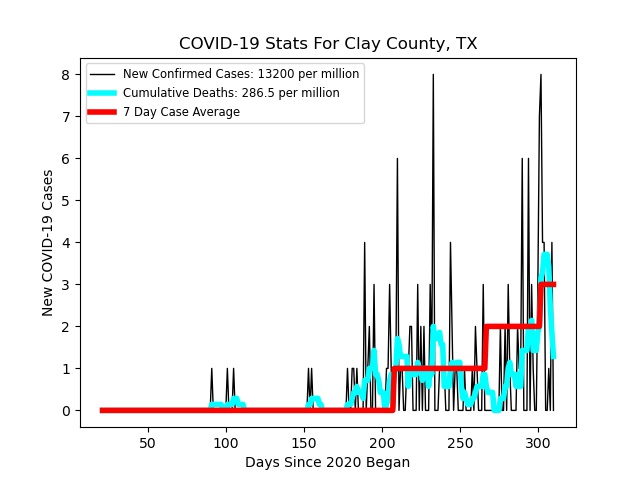 COVID-19 Stats For Clay County, TX
New Confirmed Cases: 13200 per million
Cumulative Deaths: 286.5 per million
7 Day Case Average
New COVID-19 Cases
8
7
6
5
4
3
2
1
0
50 100 150 200 250 300
Days Since 2020 Began